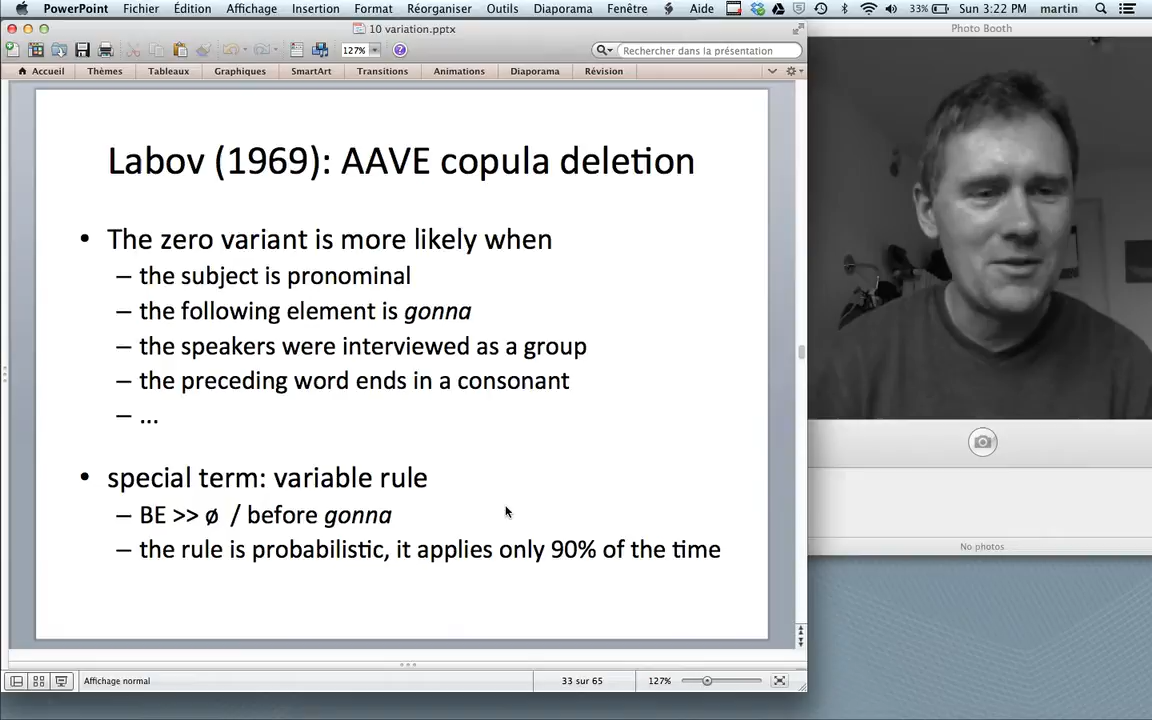 PowerPoint Fichier Édition Affichage Insertion Format Réorganiser Outils Diaporama Fenêtre Aide 33% Sun 3:22 PM martin
10 variation.pptx
Photo Booth
127% Rechercher dans la présentation
Accueil Thèmes Tableaux Graphiques SmartArt Transitions Animations Diaporama Révision
Labov (1969): AAVE copula deletion
• The zero variant is more likely when
– the subject is pronominal
– the following element is gonna
– the speakers were interviewed as a group
– the preceding word ends in a consonant
– ...
• special term: variable rule
– BE >> ø / before gonna
– the rule is probabilistic, it applies only 90% of the time
No photos
Affichage normal 33 sur 65 127%